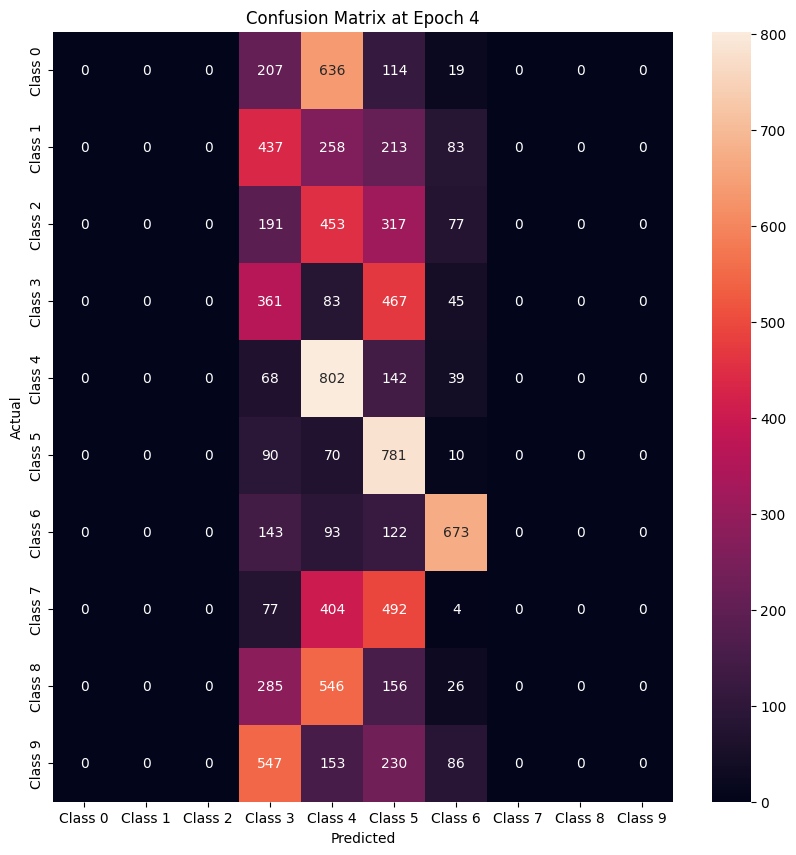 Confusion Matrix at Epoch 4
Class 0 0 0 0 207 636 114 19 0 0 0
Class 1 0 0 0 437 258 213 83 0 0 0
Class 2 0 0 0 191 453 317 77 0 0 0
Class 3 0 0 0 361 83 467 45 0 0 0
Class 4 0 0 0 68 802 142 39 0 0 0
Class 5 0 0 0 90 70 781 10 0 0 0
Class 6 0 0 0 143 93 122 673 0 0 0
Class 7 0 0 0 77 404 492 4 0 0 0
Class 8 0 0 0 285 546 156 26 0 0 0
Class 9 0 0 0 547 153 230 86 0 0 0
Actual
Class 0 Class 1 Class 2 Class 3 Class 4 Class 5 Class 6 Class 7 Class 8 Class 9
Predicted
800
700
600
500
400
300
200
100
0